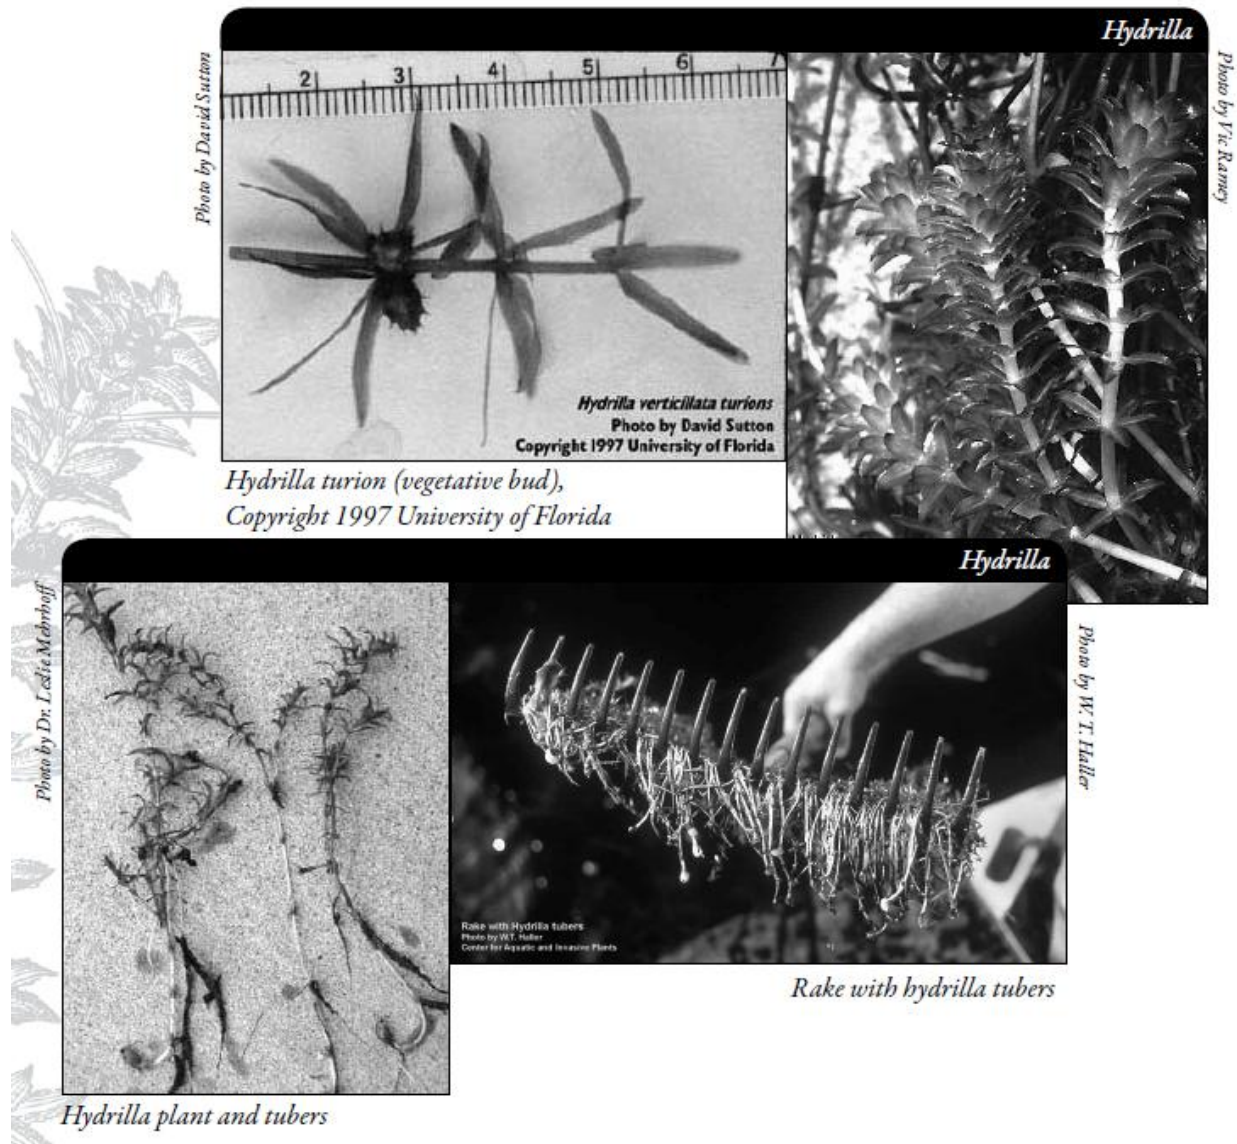 Hydrilla
Photo by David Sutton
2 3 4 5 6 7
Hydrilla verticillata turions
Photo by David Sutton
Copyright 1997 University of Florida
Photo by Vic Ramey
Hydrilla turion (vegetative bud),
Copyright 1997 University of Florida
Hydrilla
Photo by Dr. Leslie Mehrhoff
Rake with Hydrilla tubers
Photo by W.T. Haller
Center for Aquatic and Invasive Plants
Photo by W. T. Haller
Rake with hydrilla tubers
Hydrilla plant and tubers